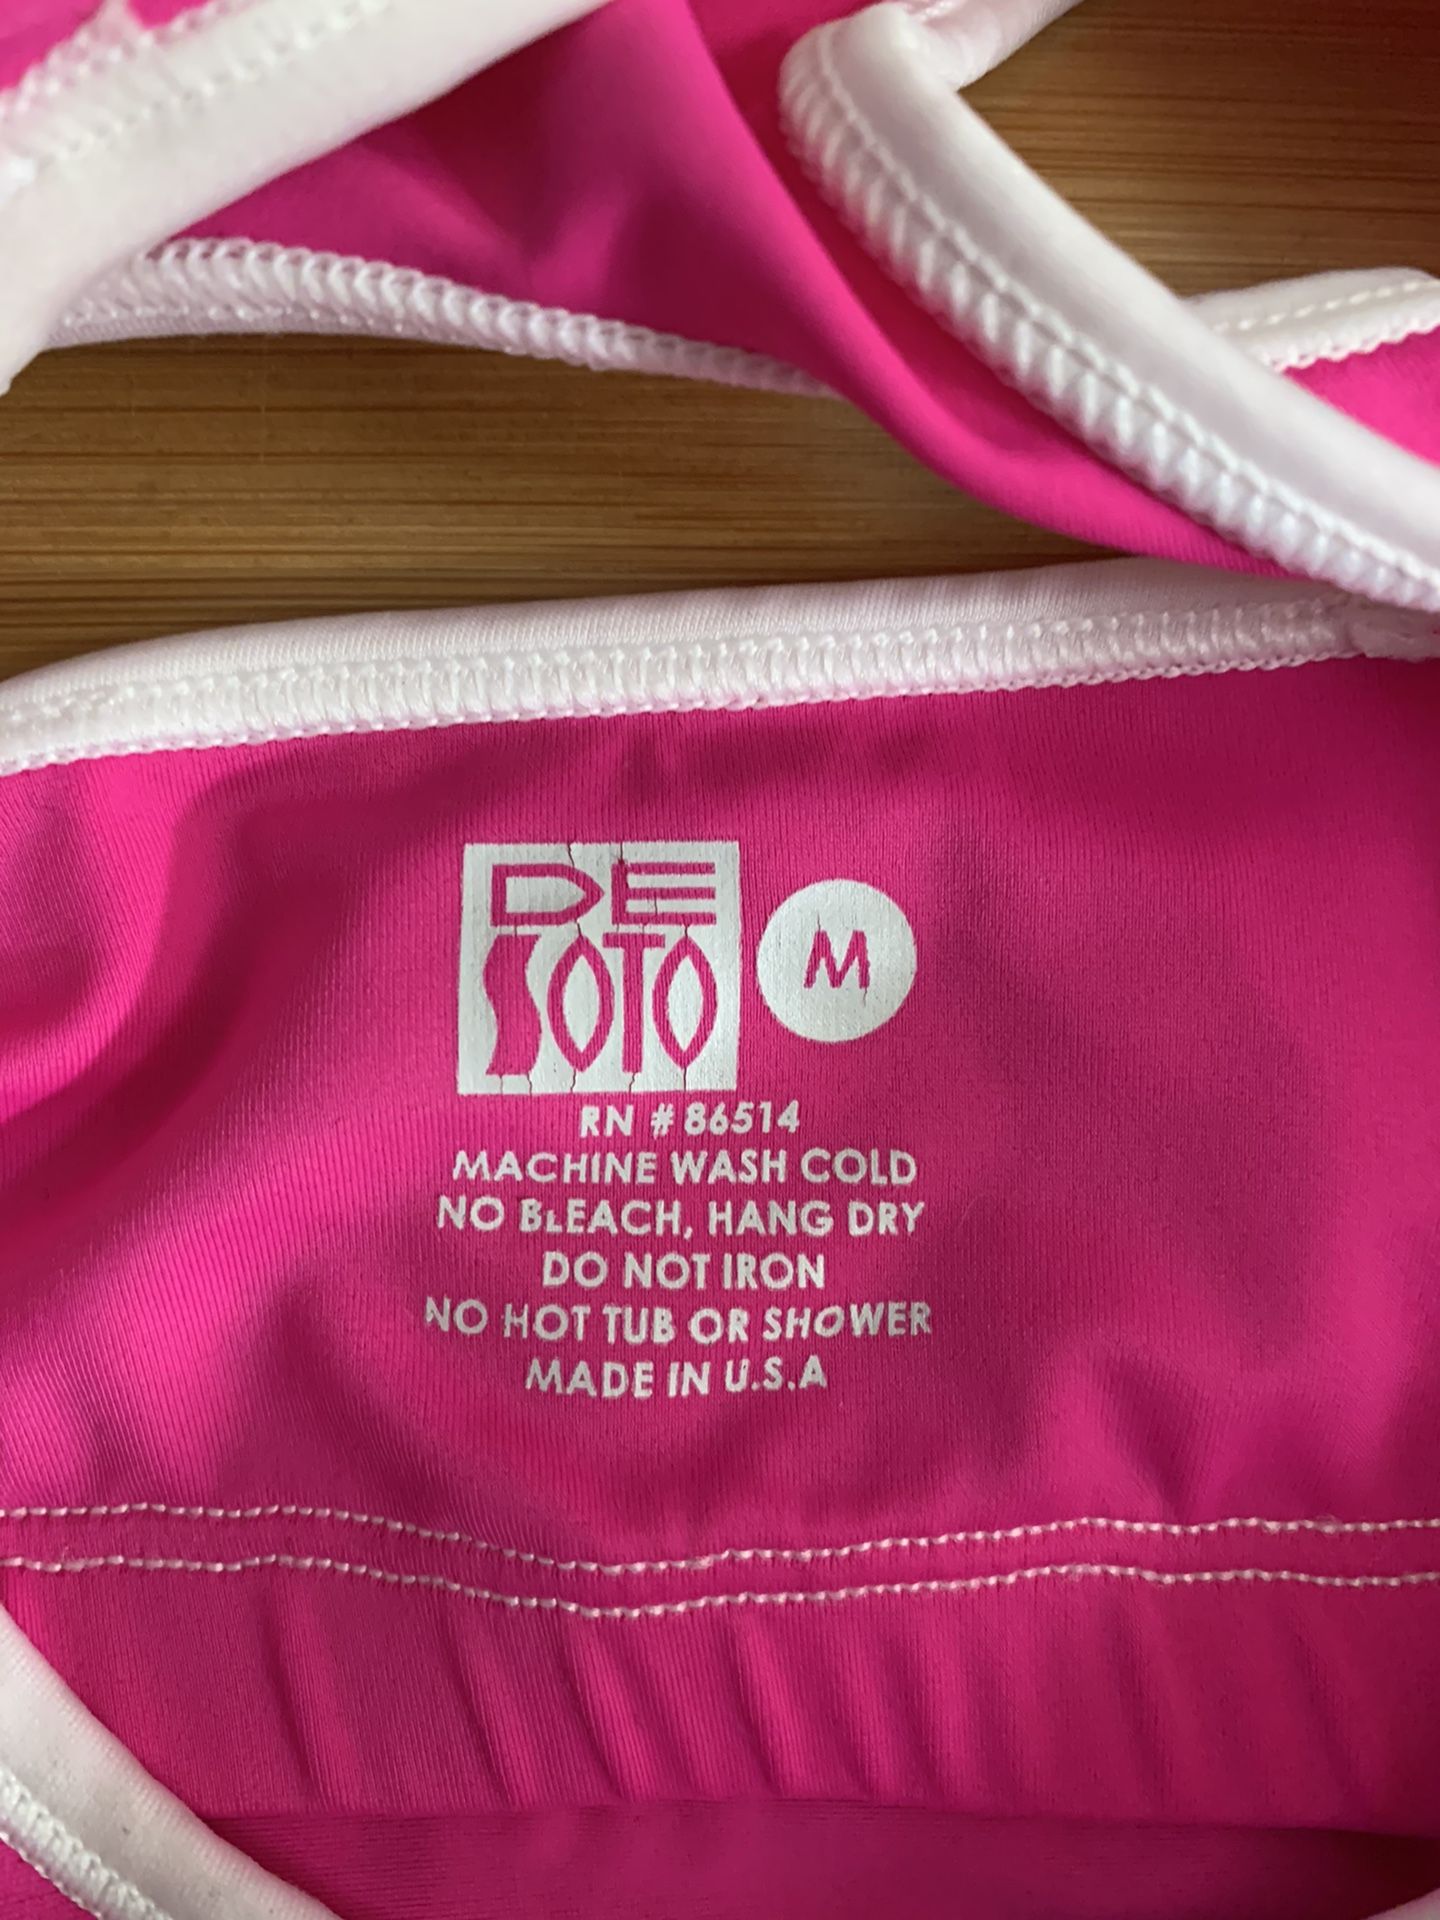 DE
SOTO
M
RN # 86514
MACHINE WASH COLD
NO BLEACH, HANG DRY
DO NOT IRON
NO HOT TUB OR SHOWER
MADE IN U.S.A